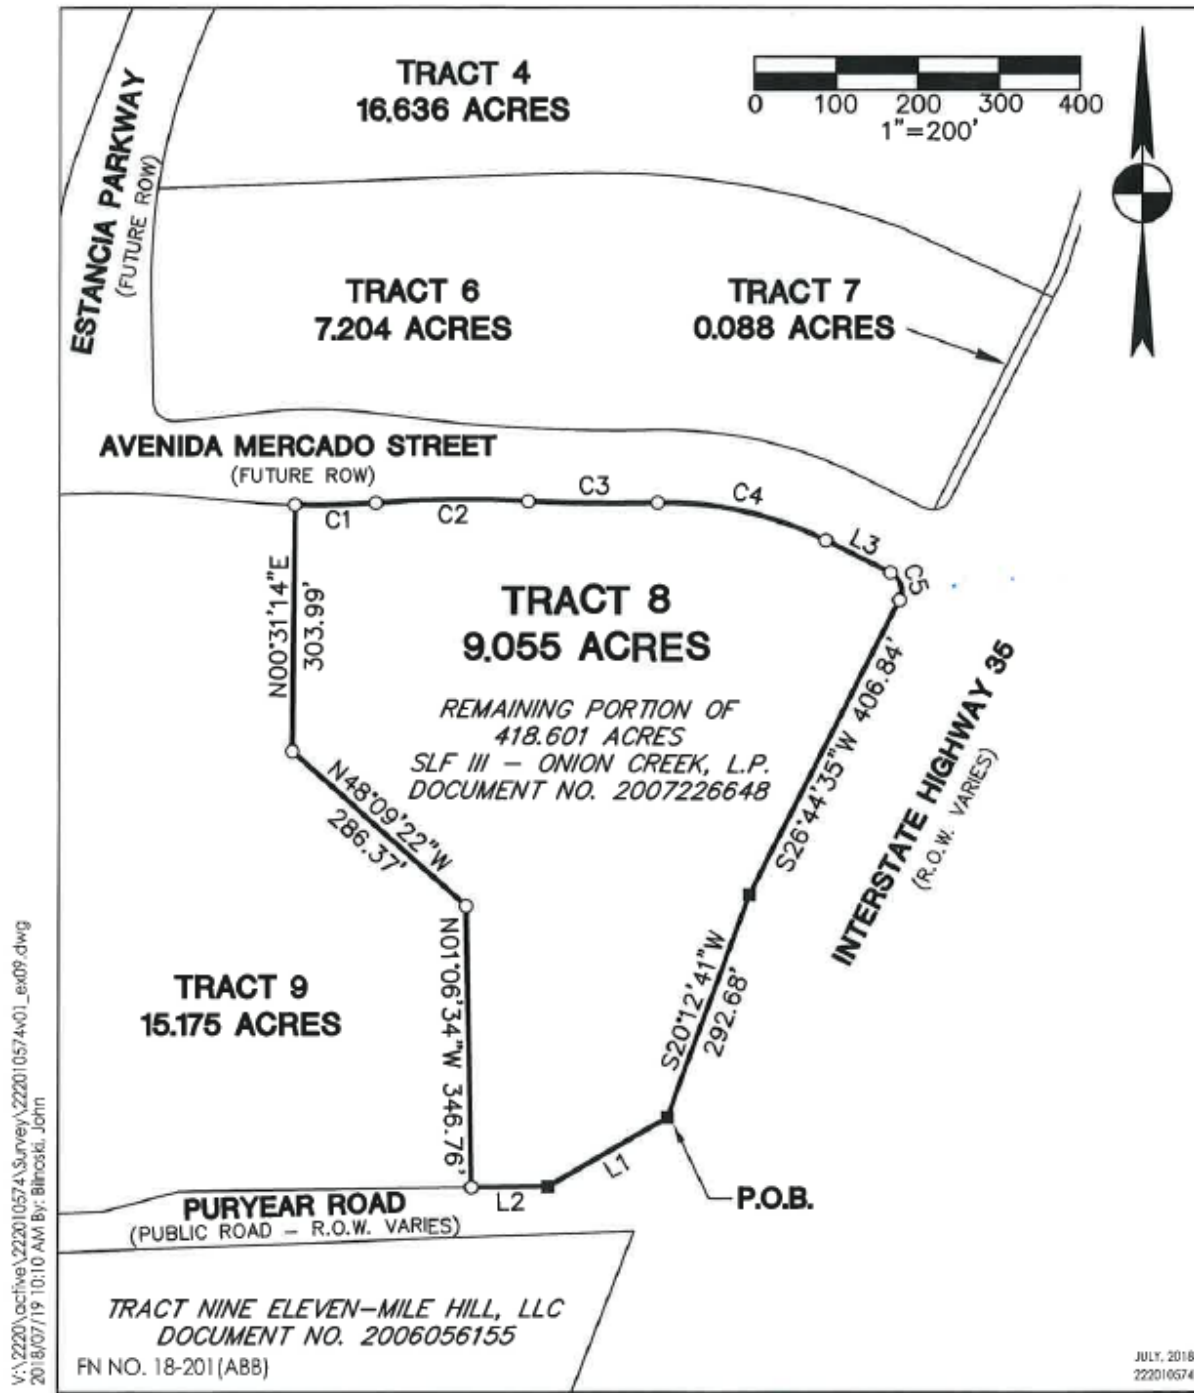 TRACT 4
16.636 ACRES
0 100 200 300 400
1"=200'
ESTANCIA PARKWAY
(FUTURE ROW)
TRACT 6
7.204 ACRES
TRACT 7
0.088 ACRES
AVENIDA MERCADO STREET
(FUTURE ROW)
C1
C2
C3
C4
L3
C5
N00°31'14"E
303.99'
TRACT 8
9.055 ACRES
REMAINING PORTION OF
418.601 ACRES
SLF III – ONION CREEK, L.P.
DOCUMENT NO. 2007226648
S26°44'35"W 406.84'
INTERSTATE HIGHWAY 35
(R.O.W. VARIES)
N48°09'22"W
286.37'
N01°06'34"W 346.76'
S20°12'41"W
292.68'
TRACT 9
15.175 ACRES
L1
L2
P.O.B.
PURYEAR ROAD
(PUBLIC ROAD – R.O.W. VARIES)
TRACT NINE ELEVEN–MILE HILL, LLC
DOCUMENT NO. 2006056155
FN NO. 18-201(ABB)
JULY, 2018
222010574
V:\2220\active\222010574\Survey\222010574v01_ex09.dwg
2018/07/19 10:10 AM By: Bilnoski, John